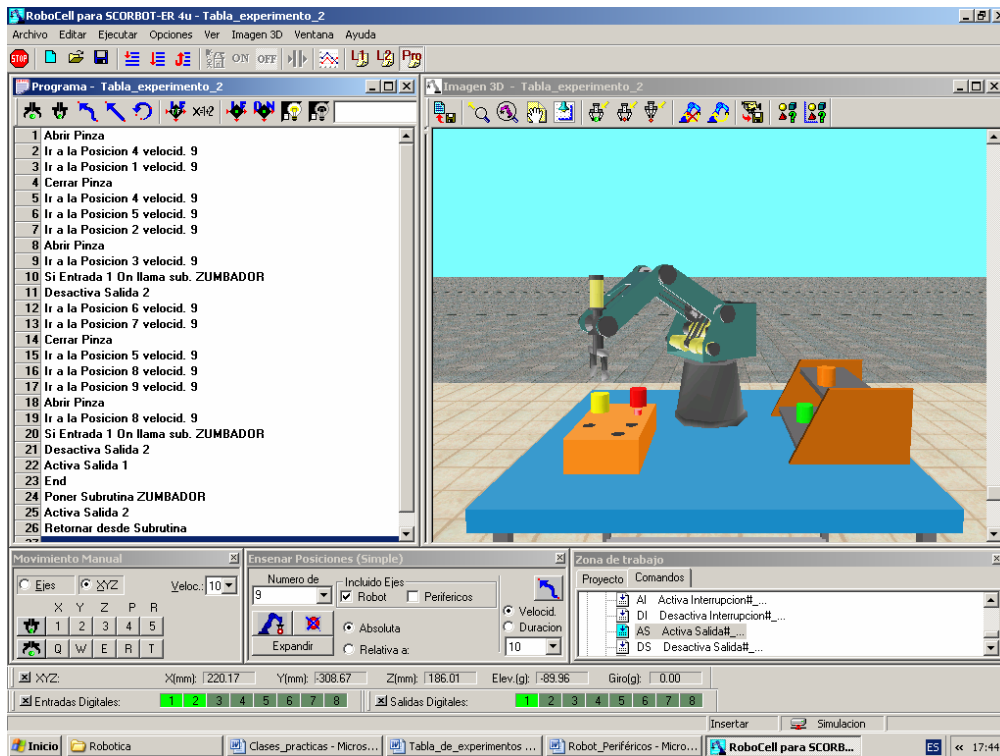 RoboCell para SCORBOT-ER 4u - Tabla_experimento_2
Archivo Editar Ejecutar Opciones Ver Imagen 3D Ventana Ayuda
STOP ON OFF Prg
Programa - Tabla_experimento_2
1 Abrir Pinza
2 Ir a la Posicion 4 velocid. 9
3 Ir a la Posicion 1 velocid. 9
4 Cerrar Pinza
5 Ir a la Posicion 4 velocid. 9
6 Ir a la Posicion 5 velocid. 9
7 Ir a la Posicion 2 velocid. 9
8 Abrir Pinza
9 Ir a la Posicion 3 velocid. 9
10 Si Entrada 1 On llama sub. ZUMBADOR
11 Desactiva Salida 2
12 Ir a la Posicion 6 velocid. 9
13 Ir a la Posicion 7 velocid. 9
14 Cerrar Pinza
15 Ir a la Posicion 5 velocid. 9
16 Ir a la Posicion 8 velocid. 9
17 Ir a la Posicion 9 velocid. 9
18 Abrir Pinza
19 Ir a la Posicion 8 velocid. 9
20 Si Entrada 1 On llama sub. ZUMBADOR
21 Desactiva Salida 2
22 Activa Salida 1
23 End
24 Poner Subrutina ZUMBADOR
25 Activa Salida 2
26 Retornar desde Subrutina
27
Imagen 3D - Tabla_experimento_2
Movimiento Manual
Ejes XYZ Veloc.: 10
X Y Z P R
1 2 3 4 5
Q W E R T
Ensenar Posiciones (Simple)
Numero de
9
Expandir
Incluido Ejes
Robot Perifericos
Absoluta
Relativa a:
Velocid.
Duracion
10
Zona de trabajo
Proyecto Comandos
AI Activa Interrupcion#_...
DI Desactiva Interrupcion#_...
AS Activa Salida#_...
DS Desactiva Salida#_...
XYZ: X(mm): 220.17 Y(mm): -308.67 Z(mm): 186.01 Elev.(g): -89.96 Giro(g): 0.00
Entradas Digitales: 1 2 3 4 5 6 7 8 Salidas Digitales: 1 2 3 4 5 6 7 8
Insertar Simulacion
Inicio Robotica Clases_practicas - Micros... Tabla_de_experimentos ... Robot_Periféricos - Micro... RoboCell para SCORB... ES « 17:44